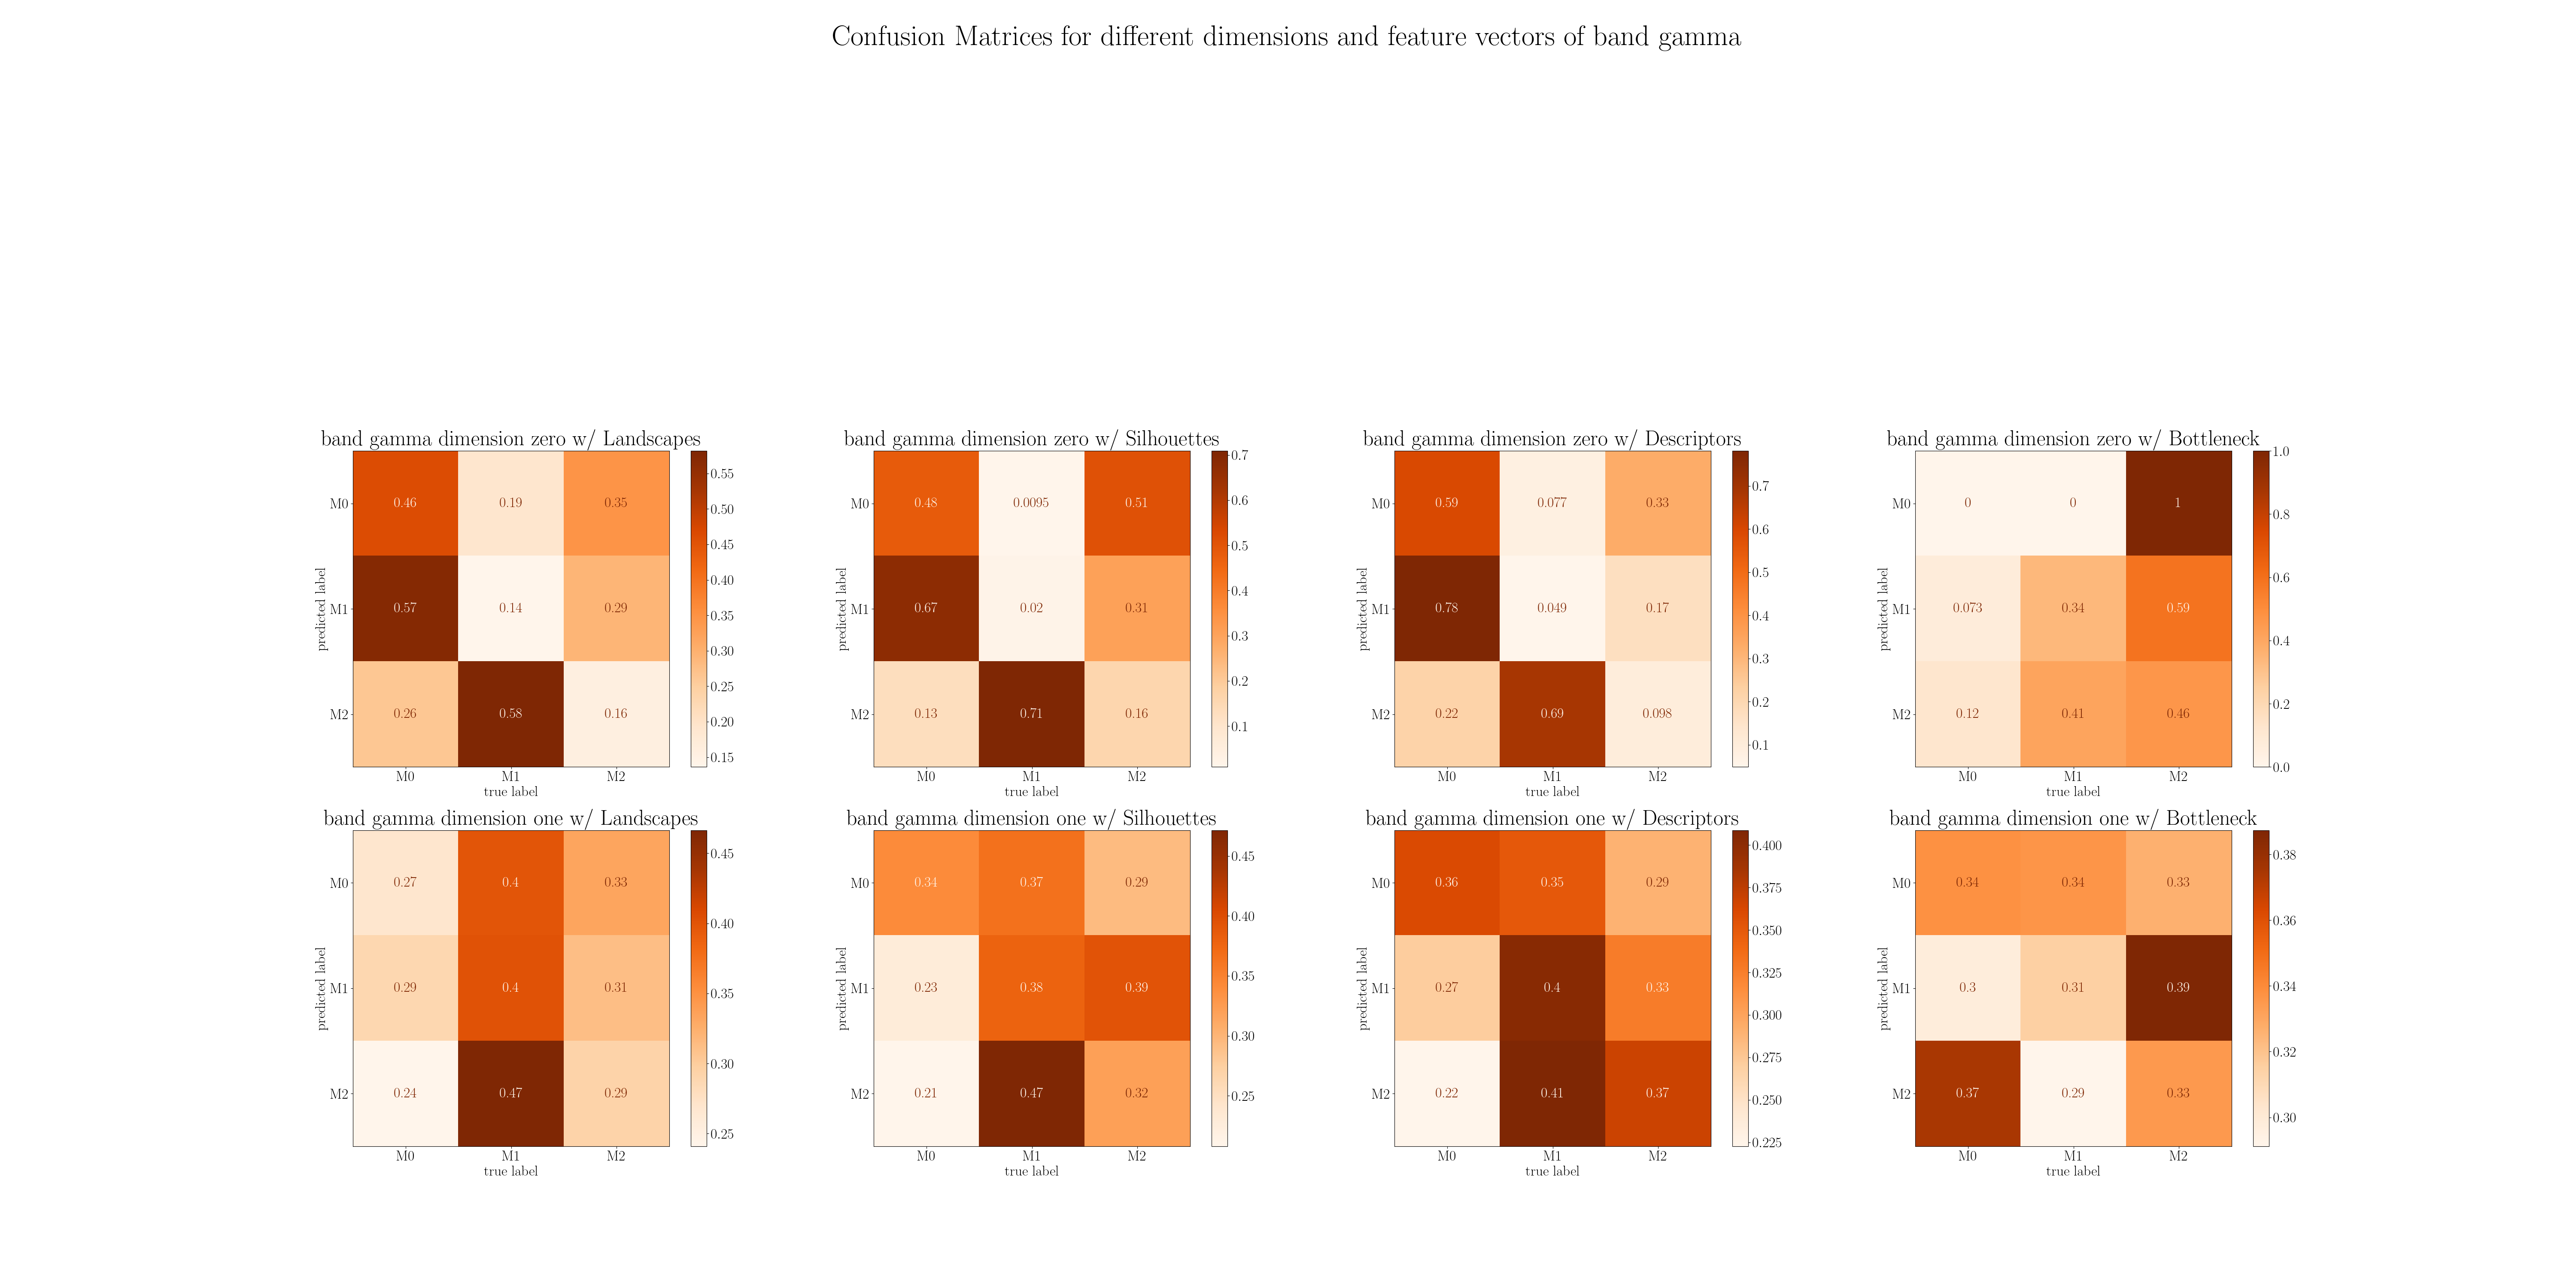 Confusion Matrices for different dimensions and feature vectors of band gamma
band gamma dimension zero w/ Landscapes
predicted label
M0
M1
M2
0.46 0.19 0.35
0.57 0.14 0.29
0.26 0.58 0.16
M0 M1 M2
true label
0.55
0.50
0.45
0.40
0.35
0.30
0.25
0.20
0.15
band gamma dimension zero w/ Silhouettes
predicted label
M0
M1
M2
0.48 0.0095 0.51
0.67 0.02 0.31
0.13 0.71 0.16
M0 M1 M2
true label
0.7
0.6
0.5
0.4
0.3
0.2
0.1
band gamma dimension zero w/ Descriptors
predicted label
M0
M1
M2
0.59 0.077 0.33
0.78 0.049 0.17
0.22 0.69 0.098
M0 M1 M2
true label
0.7
0.6
0.5
0.4
0.3
0.2
0.1
band gamma dimension zero w/ Bottleneck
predicted label
M0
M1
M2
0 0 1
0.073 0.34 0.59
0.12 0.41 0.46
M0 M1 M2
true label
1.0
0.8
0.6
0.4
0.2
0.0
band gamma dimension one w/ Landscapes
predicted label
M0
M1
M2
0.27 0.4 0.33
0.29 0.4 0.31
0.24 0.47 0.29
M0 M1 M2
true label
0.45
0.40
0.35
0.30
0.25
band gamma dimension one w/ Silhouettes
predicted label
M0
M1
M2
0.34 0.37 0.29
0.23 0.38 0.39
0.21 0.47 0.32
M0 M1 M2
true label
0.45
0.40
0.35
0.30
0.25
band gamma dimension one w/ Descriptors
predicted label
M0
M1
M2
0.36 0.35 0.29
0.27 0.4 0.33
0.22 0.41 0.37
M0 M1 M2
true label
0.400
0.375
0.350
0.325
0.300
0.275
0.250
0.225
band gamma dimension one w/ Bottleneck
predicted label
M0
M1
M2
0.34 0.34 0.33
0.3 0.31 0.39
0.37 0.29 0.33
M0 M1 M2
true label
0.38
0.36
0.34
0.32
0.30